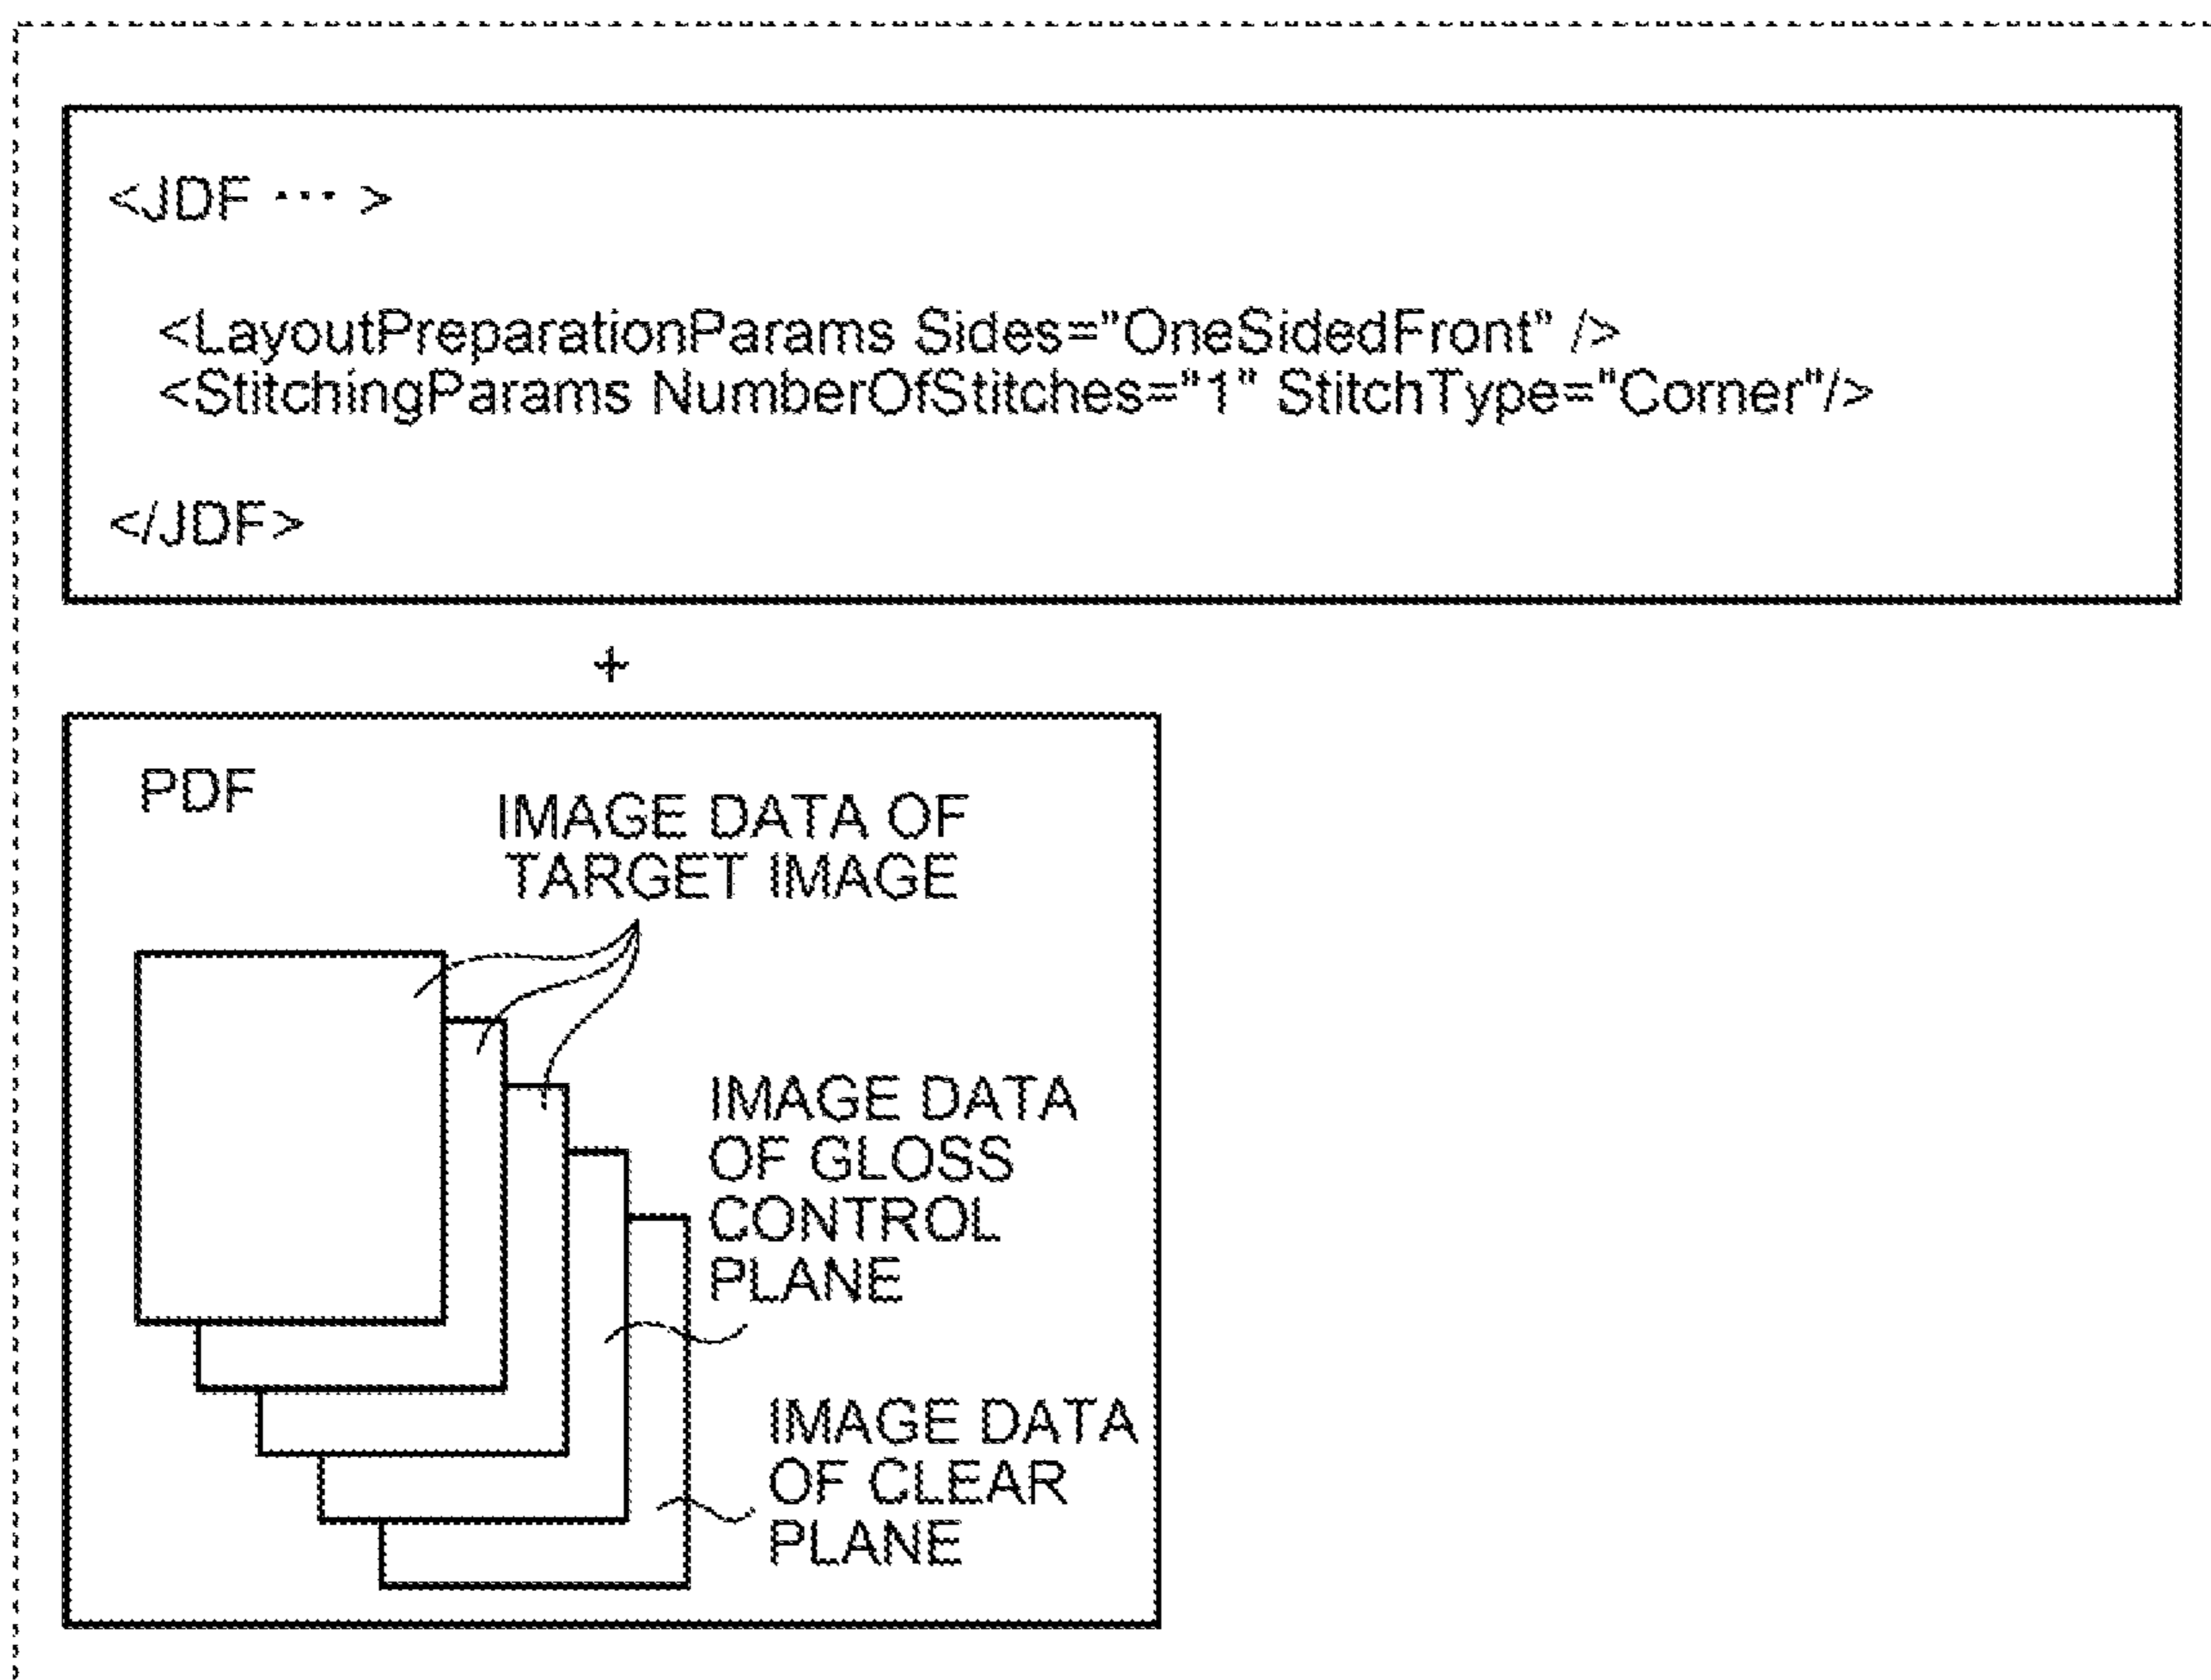 <JDF ··· >
<LayoutPreparationParams Sides="OneSidedFront" />
<StitchingParams NumberOfStitches="1" StitchType="Corner"/>
</JDF>
+
PDF
IMAGE DATA OF
TARGET IMAGE
IMAGE DATA
OF GLOSS
CONTROL
PLANE
IMAGE DATA
OF CLEAR
PLANE